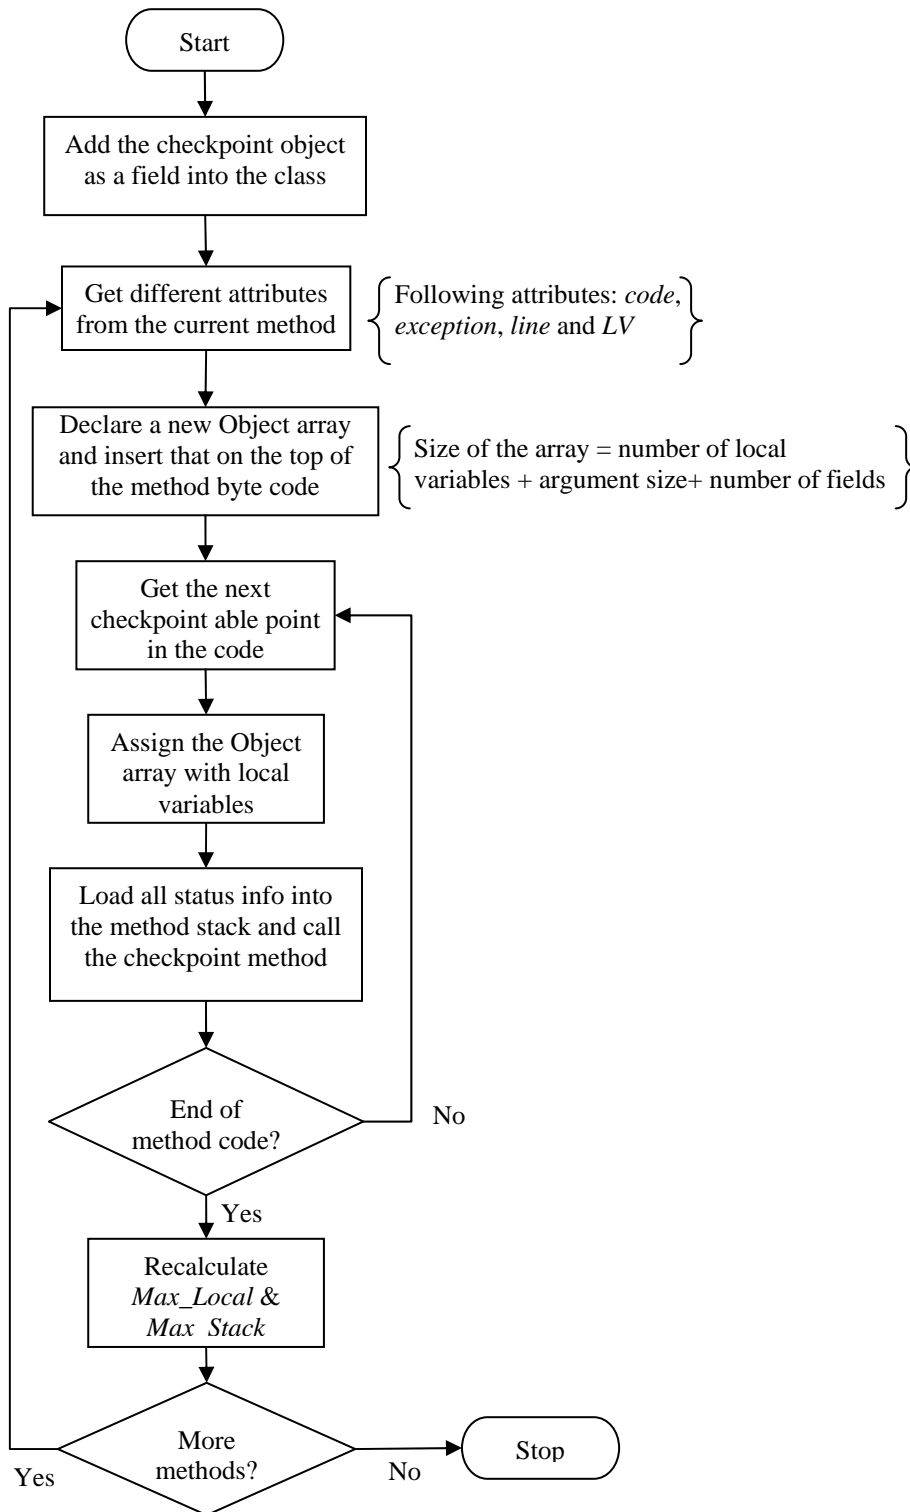 Start
Add the checkpoint object
as a field into the class
Get different attributes
from the current method
Following attributes: code,
exception, line and LV
Declare a new Object array
and insert that on the top of
the method byte code
Size of the array = number of local
variables + argument size+ number of fields
Get the next
checkpoint able point
in the code
Assign the Object
array with local
variables
Load all status info into
the method stack and call
the checkpoint method
End of
method code?
No
Yes
Recalculate
Max_Local &
Max_Stack
More
methods?
Yes
No
Stop